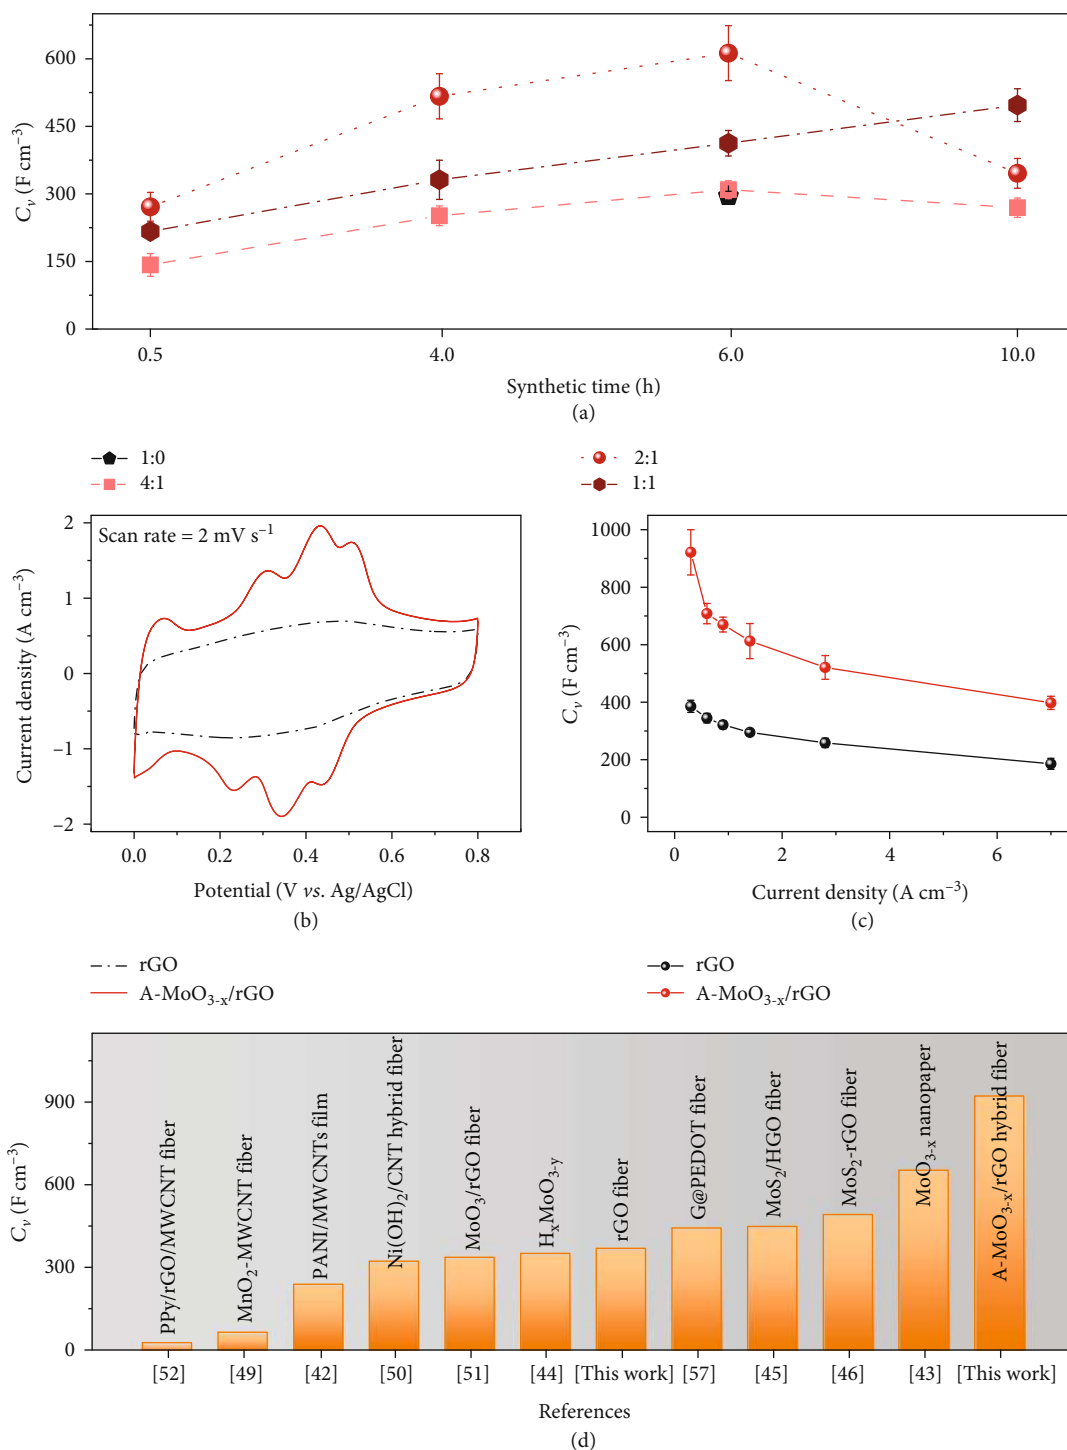 600
450
300
150
0
C_v (F cm⁻³)
0.5 4.0 6.0 10.0
Synthetic time (h)
(a)
1:0 2:1
4:1 1:1
Scan rate = 2 mV s⁻¹
2
1
0
−1
−2
Current density (A cm⁻³)
0.0 0.2 0.4 0.6 0.8
Potential (V vs. Ag/AgCl)
(b)
rGO
A-MoO₃₋ₓ/rGO
1000
800
600
400
200
0
C_v (F cm⁻³)
0 2 4 6
Current density (A cm⁻³)
(c)
rGO
A-MoO₃₋ₓ/rGO
900
600
300
0
C_v (F cm⁻³)
PPy/rGO/MWCNT fiber
MnO₂-MWCNT fiber
PANI/MWCNTs film
Ni(OH)₂/CNT hybrid fiber
MoO₃/rGO fiber
HₓMoO₃₋y
rGO fiber
G@PEDOT fiber
MoS₂/HGO fiber
MoS₂-rGO fiber
MoO₃₋ₓ nanopaper
A-MoO₃₋ₓ/rGO hybrid fiber
[52] [49] [42] [50] [51] [44] [This work] [57] [45] [46] [43] [This work]
References
(d)